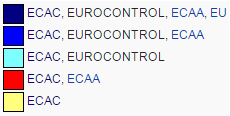 ECAC, EUROCONTROL, ECAA, EU
ECAC, EUROCONTROL, ECAA
ECAC, EUROCONTROL
ECAC, ECAA
ECAC